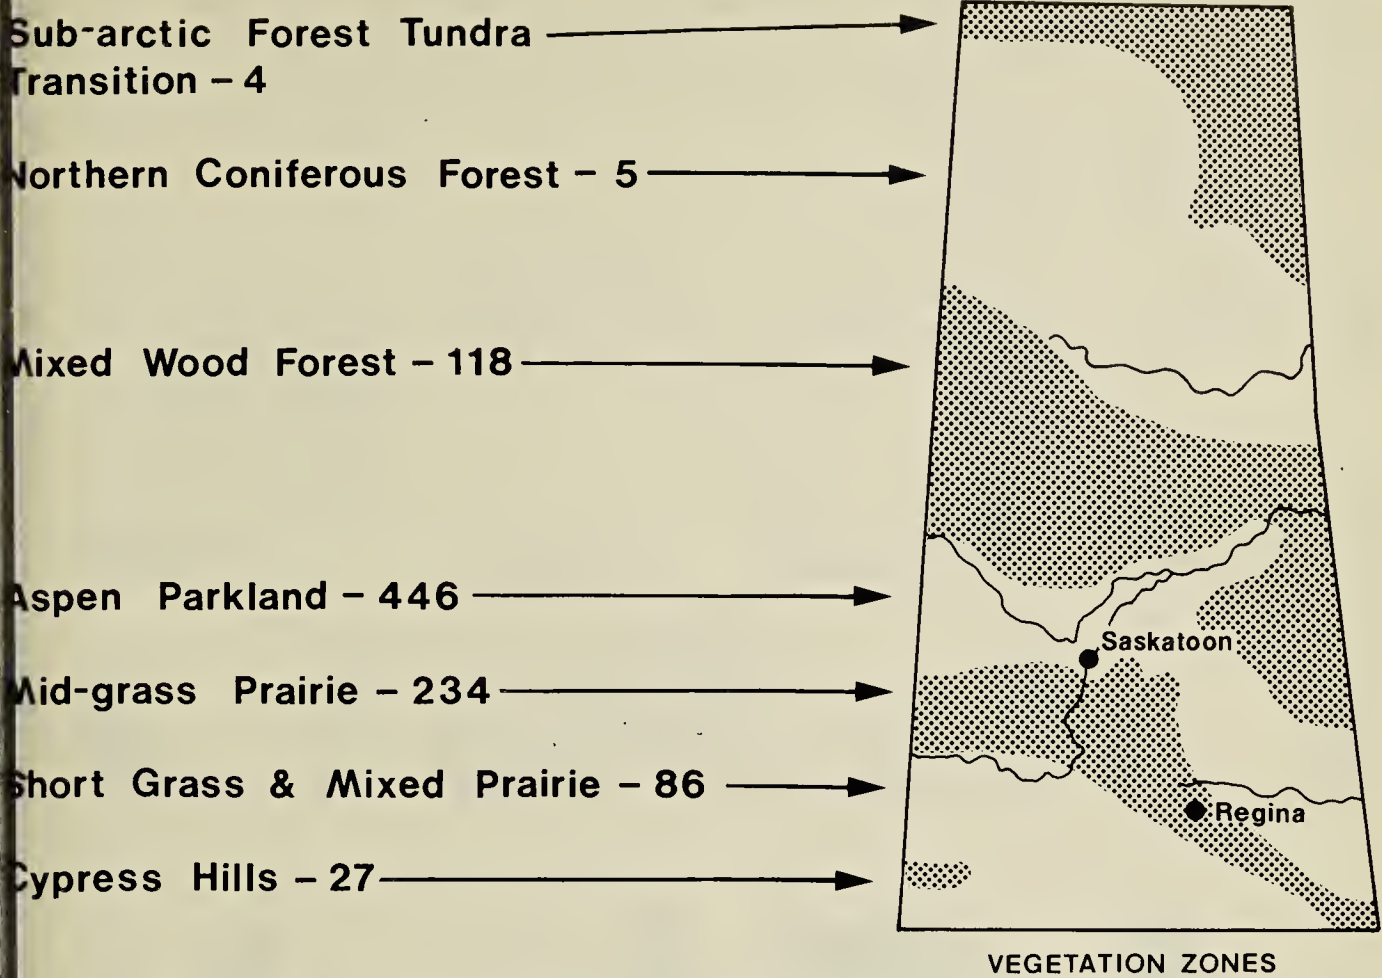 Sub-arctic Forest Tundra
Transition – 4
Northern Coniferous Forest – 5
Mixed Wood Forest – 118
Aspen Parkland – 446
Saskatoon
Mid-grass Prairie – 234
Short Grass & Mixed Prairie – 86
Regina
Cypress Hills – 27
VEGETATION ZONES